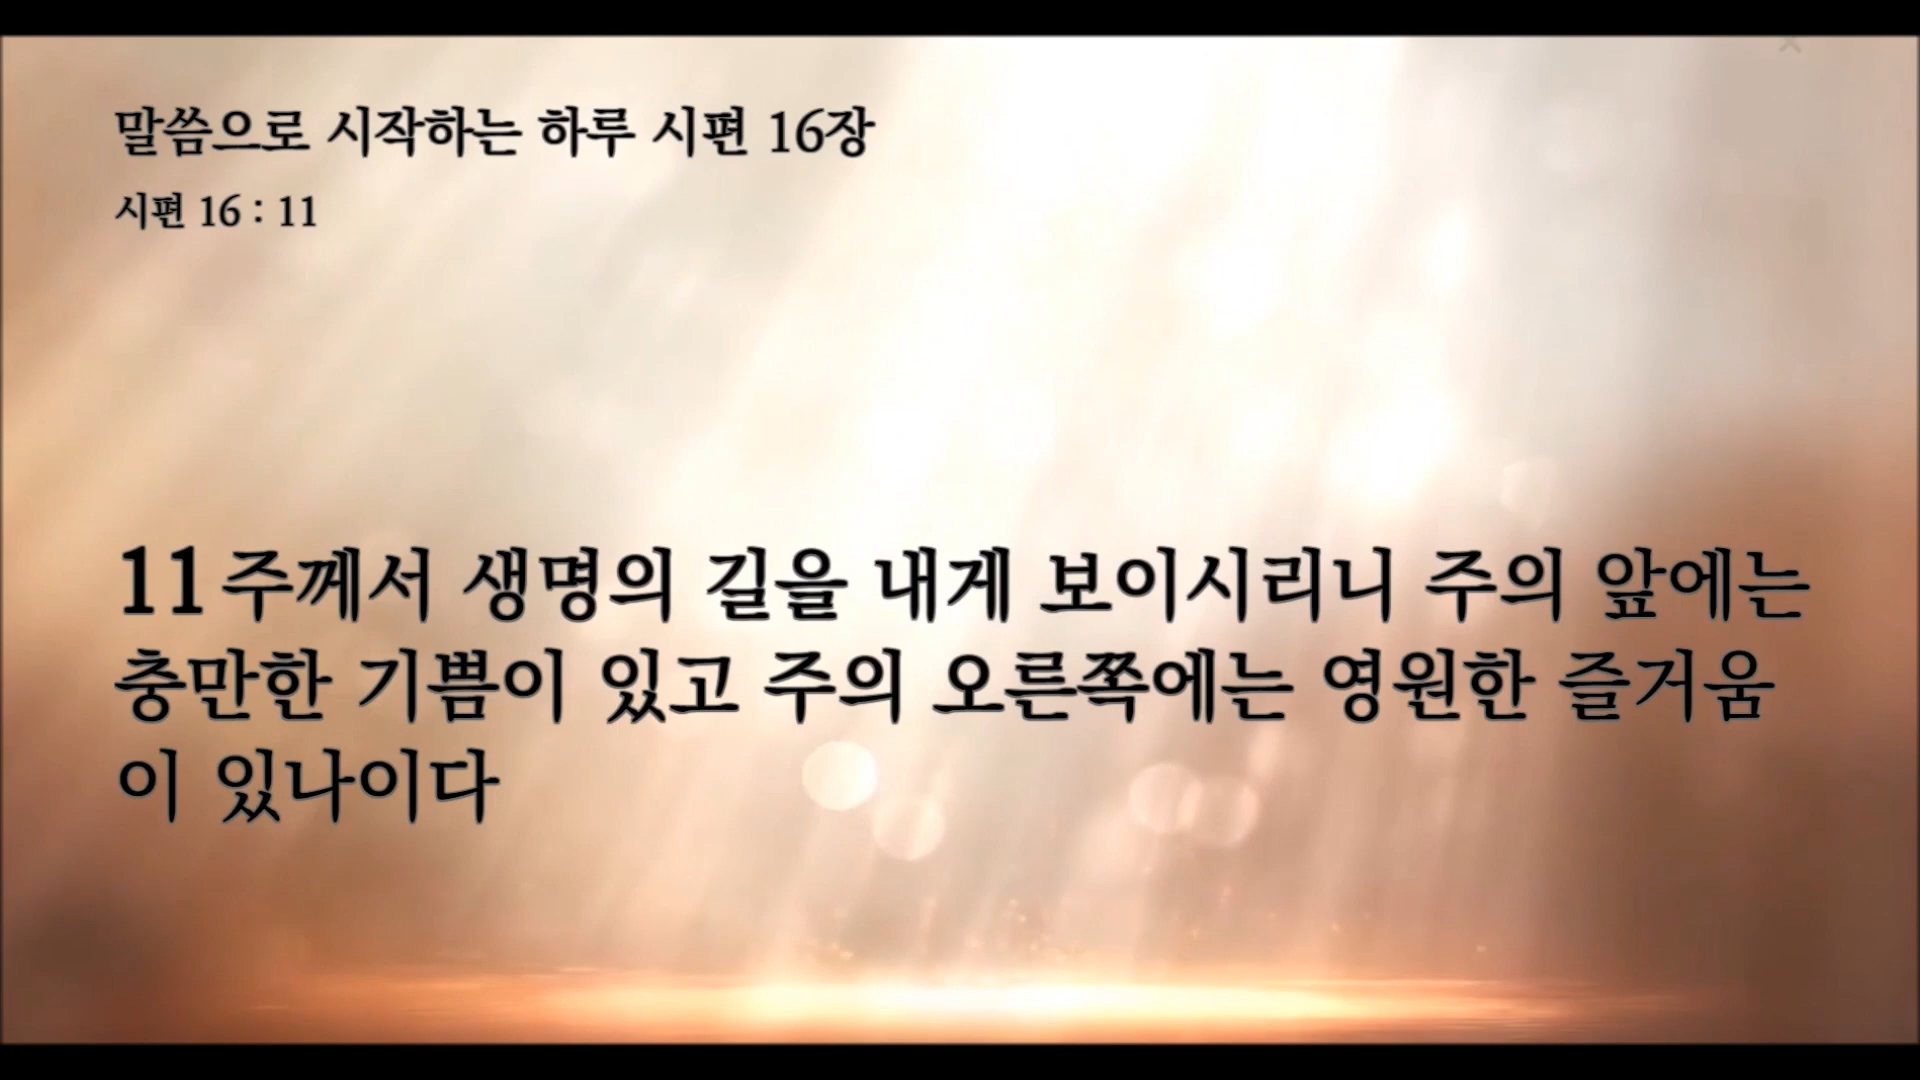 말씀으로 시작하는 하루 시편 16장
시편 16 : 11
11 주께서 생명의 길을 내게 보이시리니 주의 앞에는
충만한 기쁨이 있고 주의 오른쪽에는 영원한 즐거움
이 있나이다